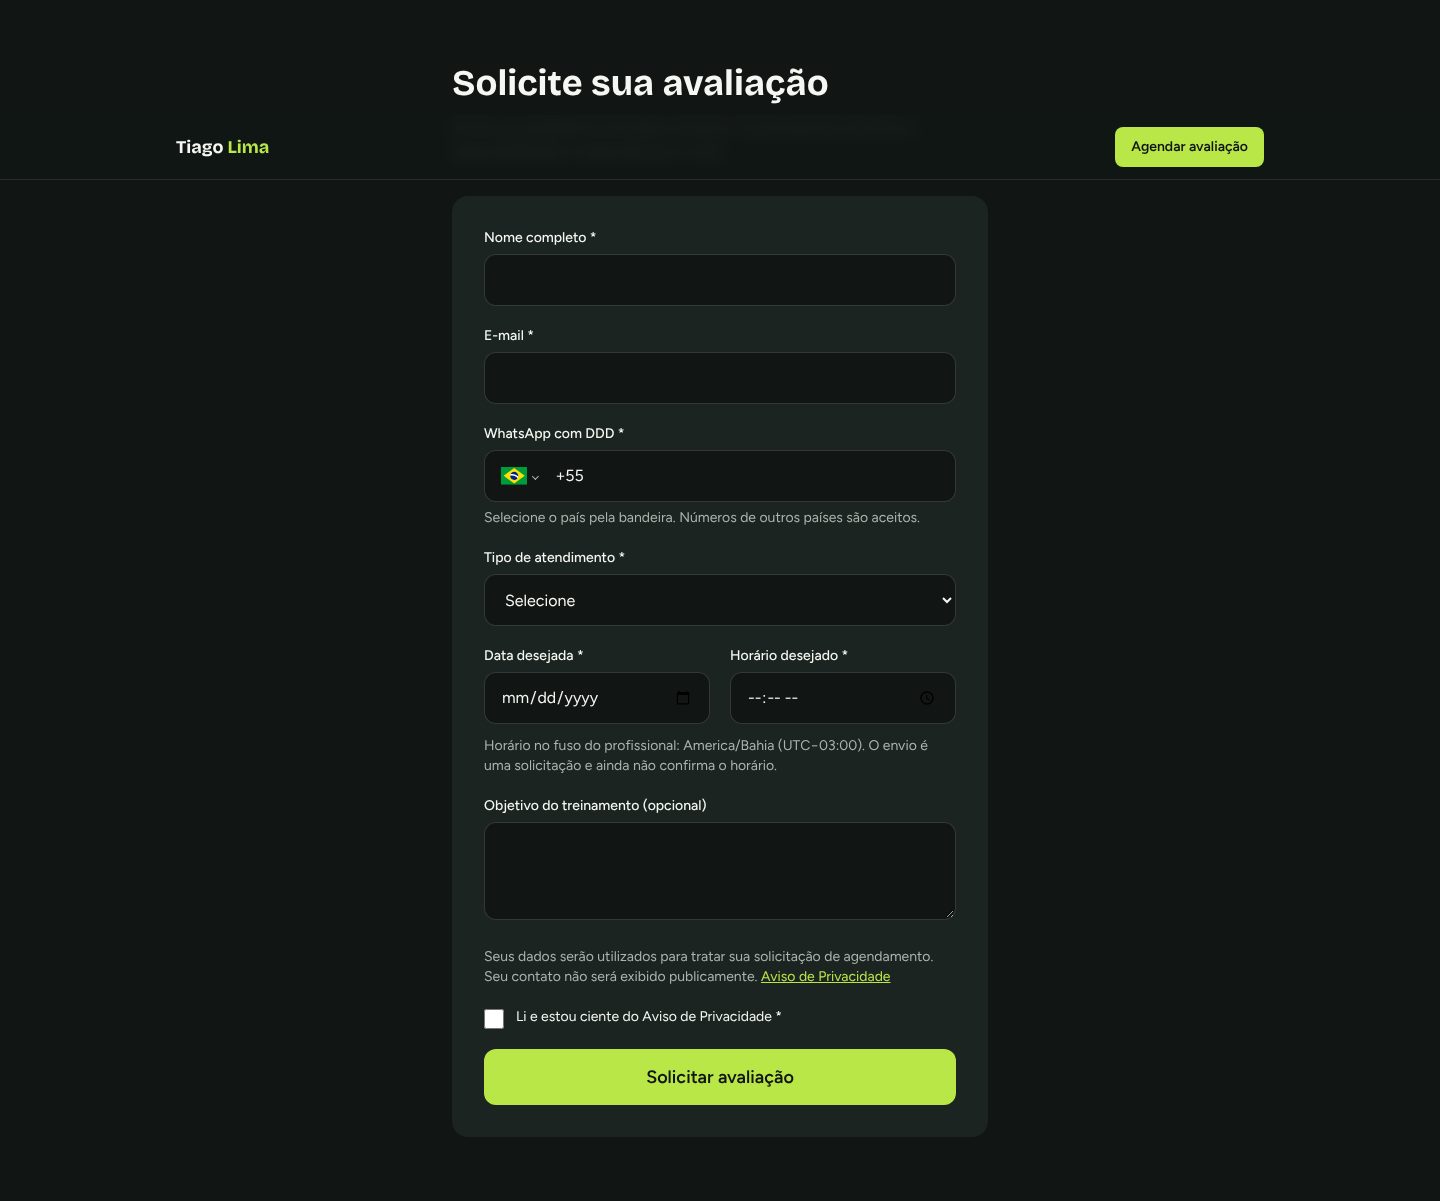 Solicite sua avaliação
Tiago Lima
Agendar avaliação
Nome completo *
E-mail *
WhatsApp com DDD *
+55
Selecione o país pela bandeira. Números de outros países são aceitos.
Tipo de atendimento *
Selecione
Data desejada *
Horário desejado *
mm/dd/yyyy
--:-- --
Horário no fuso do profissional: America/Bahia (UTC−03:00). O envio é
uma solicitação e ainda não confirma o horário.
Objetivo do treinamento (opcional)
Seus dados serão utilizados para tratar sua solicitação de agendamento.
Seu contato não será exibido publicamente. Aviso de Privacidade
Li e estou ciente do Aviso de Privacidade *
Solicitar avaliação